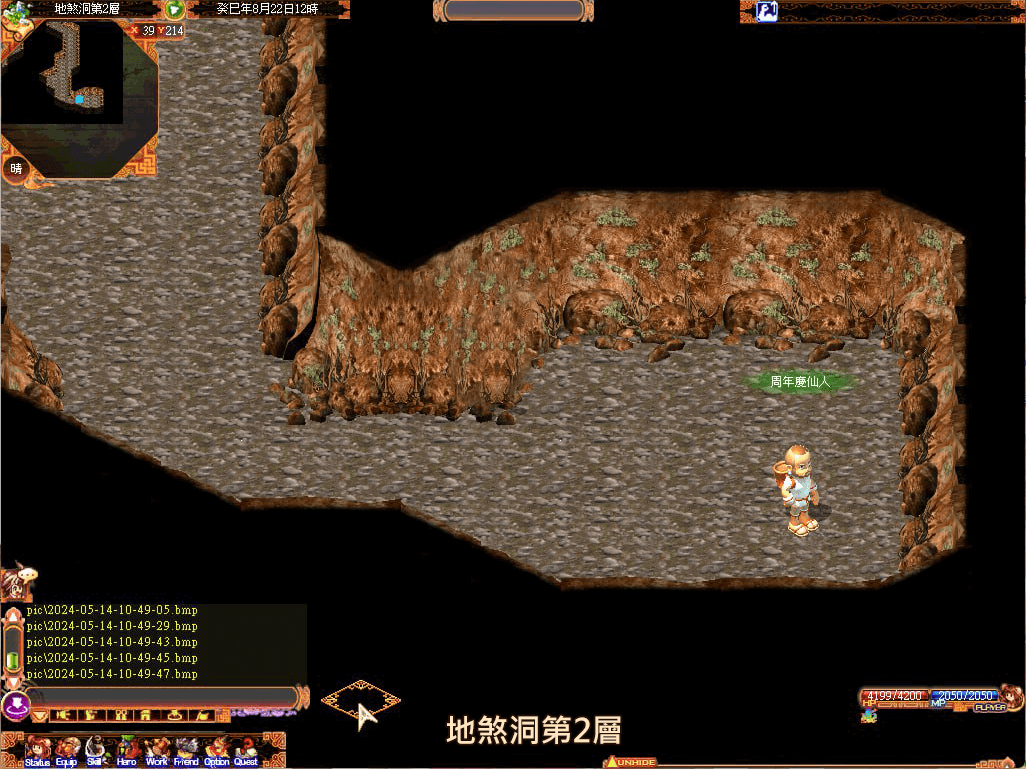 地煞洞第2層
癸巳年8月22日12時
X 39 Y 214
晴
周年慶仙人
pic\2024-05-14-10-49-05.bmp
pic\2024-05-14-10-49-29.bmp
pic\2024-05-14-10-49-43.bmp
pic\2024-05-14-10-49-45.bmp
pic\2024-05-14-10-49-47.bmp
4199/4200 2050/2050
HP MP PLAYER
地煞洞第2層
Status Equip Skill Hero Work Friend Option Quest
UNHIDE